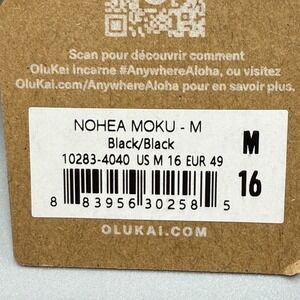 Scan pour découvrir comment
OluKai incarne #AnywhereAloha, ou visitez
OluKai.com/AnywhereAloha pour en savoir plus.
NOHEA MOKU - M
Black/Black
10283-4040 US M 16 EUR 49
M
16
8 83956 30258 5
OLUKAI.COM